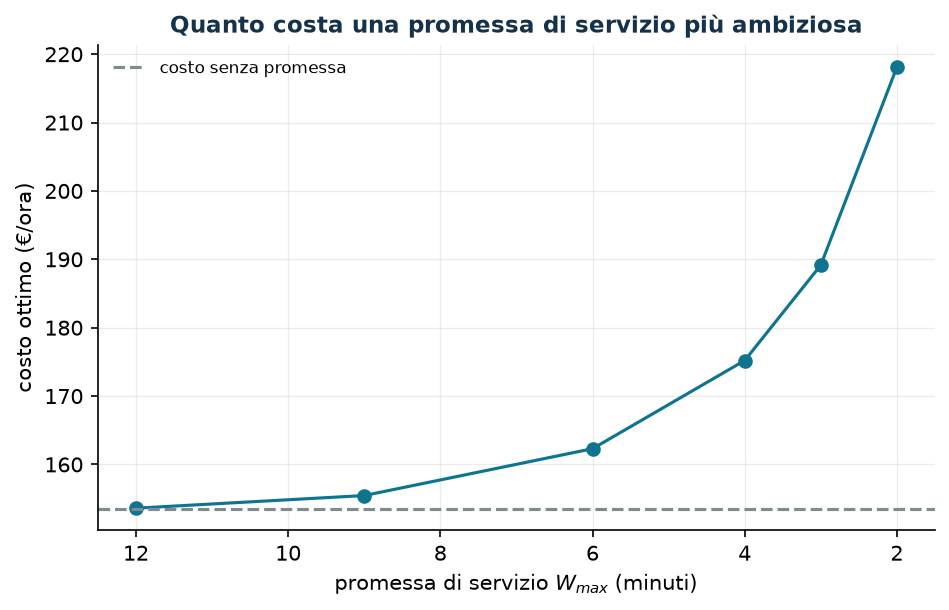 Quanto costa una promessa di servizio più ambiziosa
costo senza promessa
costo ottimo (€/ora)
220
210
200
190
180
170
160
12 10 8 6 4 2
promessa di servizio Wmax (minuti)